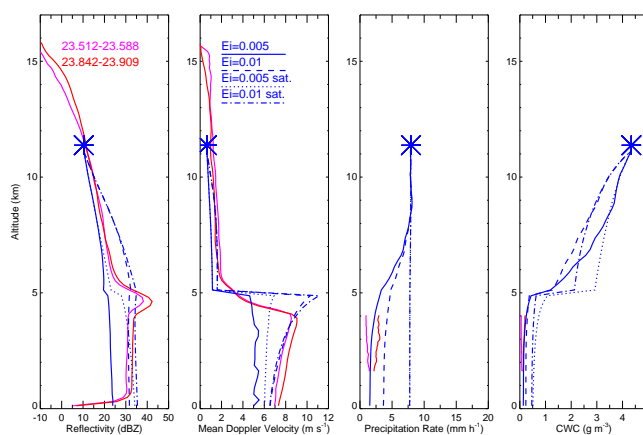 23.512-23.588
23.842-23.909
Ei=0.005
Ei=0.01
Ei=0.005 sat.
Ei=0.01 sat.
Altitude (km)
15
10
5
0
-10 0 10 20 30 40 50
Reflectivity (dBZ)
15
10
5
0
0 2 4 6 8 10 12
Mean Doppler Velocity (m s-1)
15
10
5
0
0 5 10 15 20
Precipitation Rate (mm h-1)
15
10
5
0
0 1 2 3 4
CWC (g m-3)